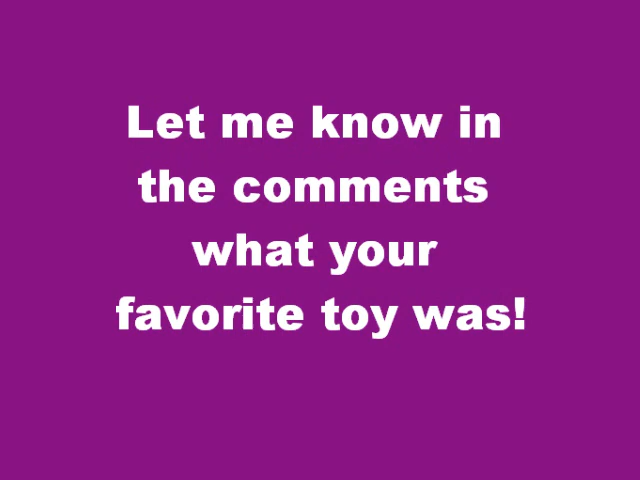 Let me know in
the comments
what your
favorite toy was!